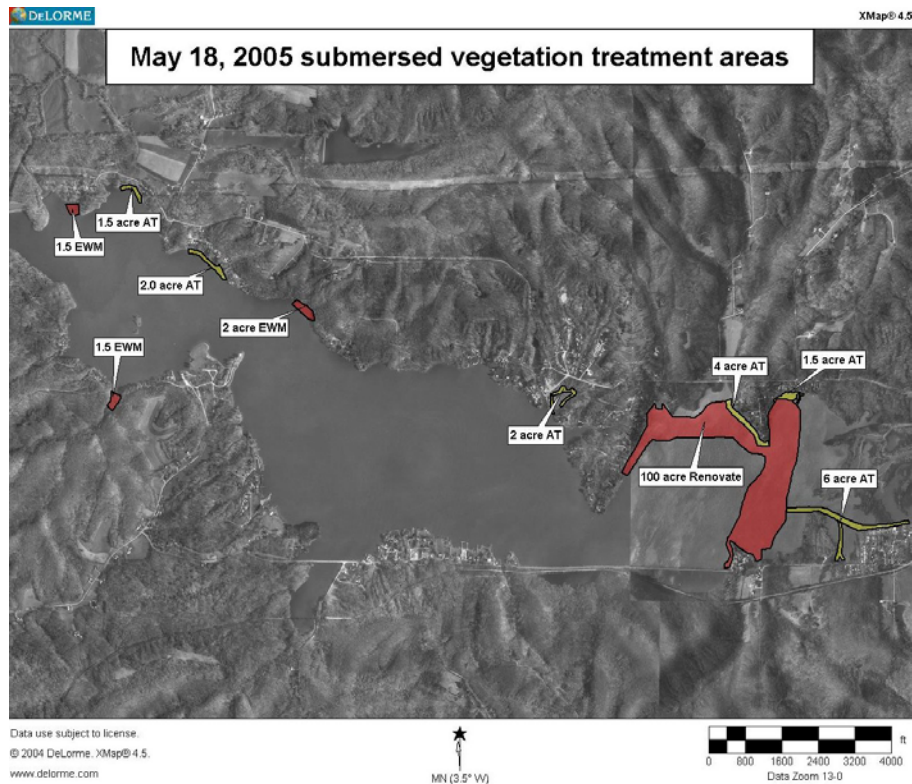 DELORME
XMap® 4.5
May 18, 2005 submersed vegetation treatment areas
1.5 EWM
1.5 acre AT
2.0 acre AT
2 acre EWM
1.5 EWM
2 acre AT
4 acre AT
1.5 acre AT
100 acre Renovate
6 acre AT
Data use subject to license.
© 2004 DeLorme. XMap® 4.5.
www.delorme.com
MN (3.5° W)
ft
0 800 1600 2400 3200 4000
Data Zoom 13-0